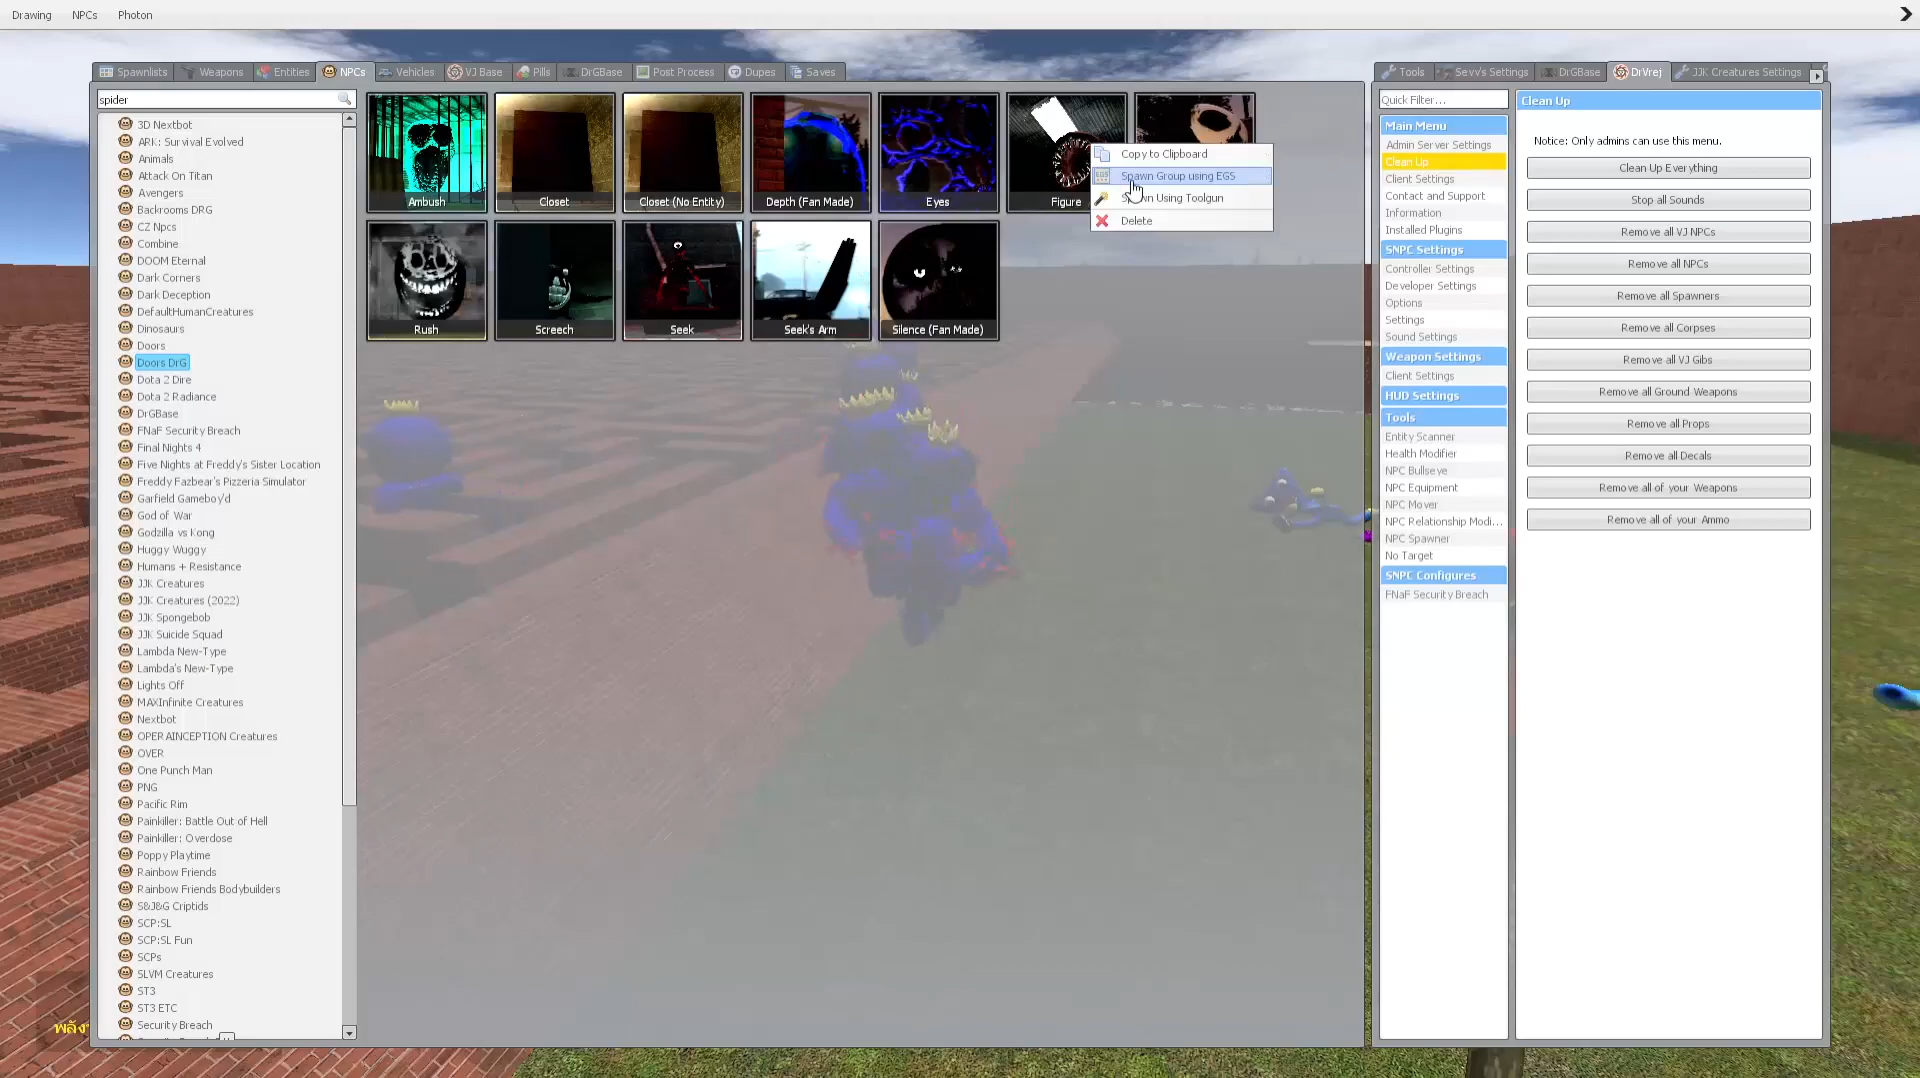 Drawing NPCs Photon
Spawnlists Weapons Entities NPCs Vehicles VJ Base Pills DrGBase Post Process Dupes Saves
Tools Sevv's Settings DrGBase DrVrej JJK Creatures Settings
spider
3D Nextbot
ARK: Survival Evolved
Animals
Attack On Titan
Avengers
Backrooms DRG
CZ Npcs
Combine
DOOM Eternal
Dark Corners
Dark Deception
DefaultHumanCreatures
Dinosaurs
Doors
Doors DrG
Dota 2 Dire
Dota 2 Radiance
DrGBase
FNaF Security Breach
Final Nights 4
Five Nights at Freddy's Sister Location
Freddy Fazbear's Pizzeria Simulator
Garfield Gameboy'd
God of War
Godzilla vs Kong
Huggy Wuggy
Humans + Resistance
JJK Creatures
JJK Creatures (2022)
JJK Spongebob
JJK Suicide Squad
Lambda New-Type
Lambda's New-Type
Lights Off
MAXInfinite Creatures
Nextbot
OPERAINCEPTION Creatures
OVER
One Punch Man
PNG
Pacific Rim
Painkiller: Battle Out of Hell
Painkiller: Overdose
Poppy Playtime
Rainbow Friends
Rainbow Friends Bodybuilders
S&J&G Criptids
SCP:SL
SCP:SL Fun
SCPs
SLVM Creatures
ST3
ST3 ETC
Security Breach
Ambush
Closet
Closet (No Entity)
Depth (Fan Made)
Eyes
Figure
Copy to Clipboard
EGS Spawn Group using EGS
Using Toolgun
Delete
Rush
Screech
Seek
Seek's Arm
Silence (Fan Made)
Quick Filter...
Main Menu
Admin Server Settings
Clean Up
Client Settings
Contact and Support
Information
Installed Plugins
SNPC Settings
Controller Settings
Developer Settings
Options
Settings
Sound Settings
Weapon Settings
Client Settings
HUD Settings
Tools
Entity Scanner
Health Modifier
NPC Bullseye
NPC Equipment
NPC Mover
NPC Relationship Modi...
NPC Spawner
No Target
SNPC Configures
FNaF Security Breach
Clean Up
Notice: Only admins can use this menu.
Clean Up Everything
Stop all Sounds
Remove all VJ NPCs
Remove all NPCs
Remove all Spawners
Remove all Corpses
Remove all VJ Gibs
Remove all Ground Weapons
Remove all Props
Remove all Decals
Remove all of your Weapons
Remove all of your Ammo